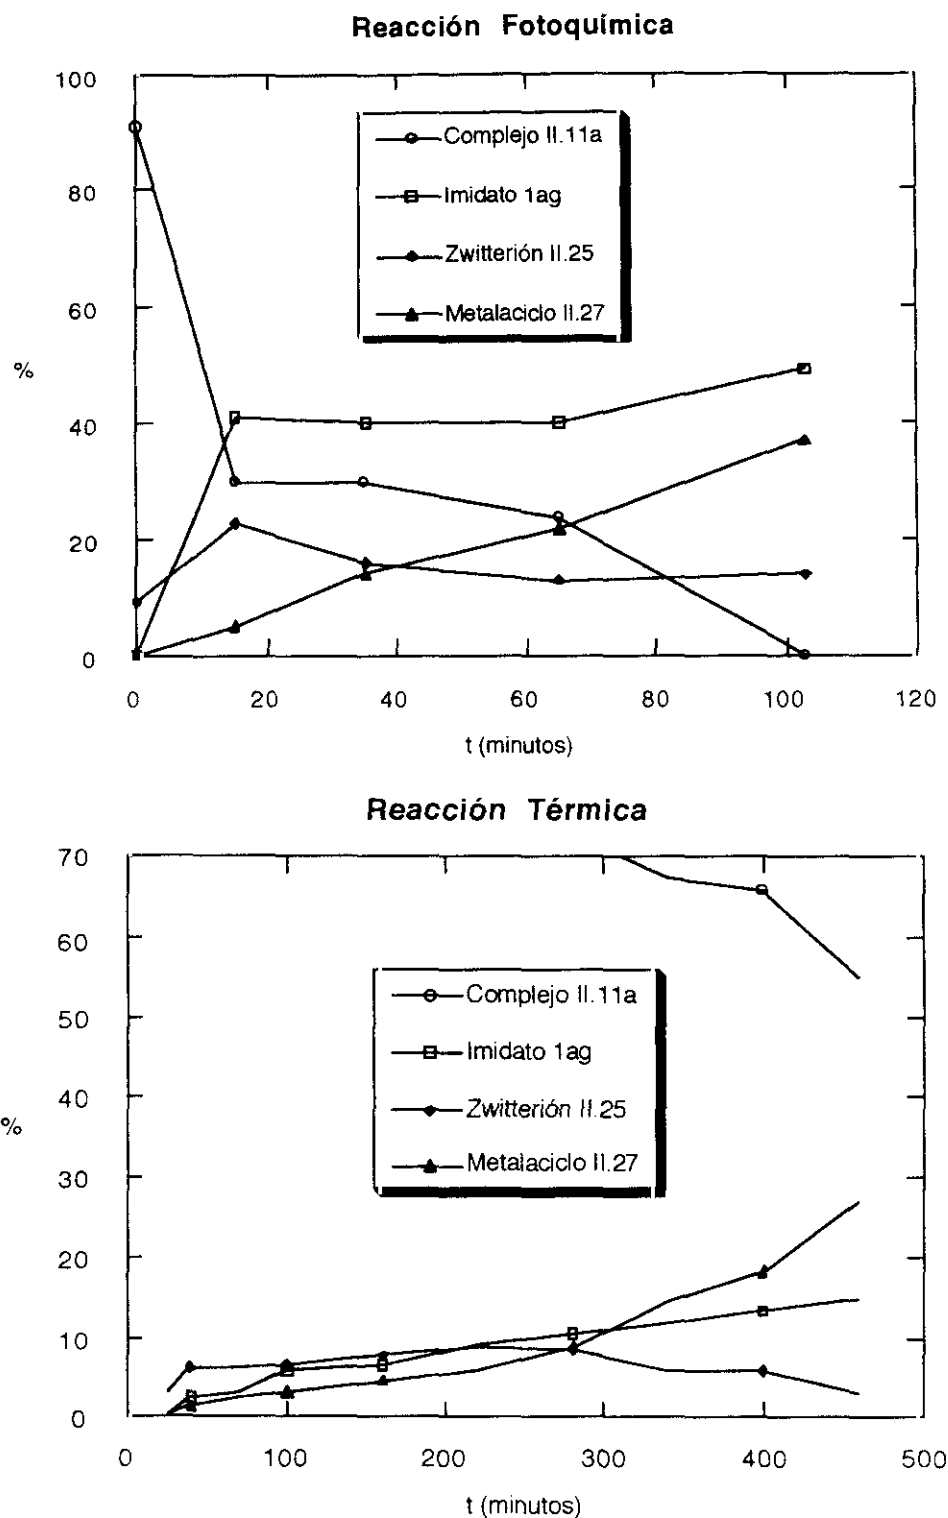 Reacción Fotoquímica
100
80
60
40
20
0
%
Complejo II.11a
Imidato 1ag
Zwitterión II.25
Metalaciclo II.27
0 20 40 60 80 100 120
t (minutos)
Reacción Térmica
70
60
50
40
30
20
10
0
%
Complejo II.11a
Imidato 1ag
Zwitterión II.25
Metalaciclo II.27
0 100 200 300 400 500
t (minutos)